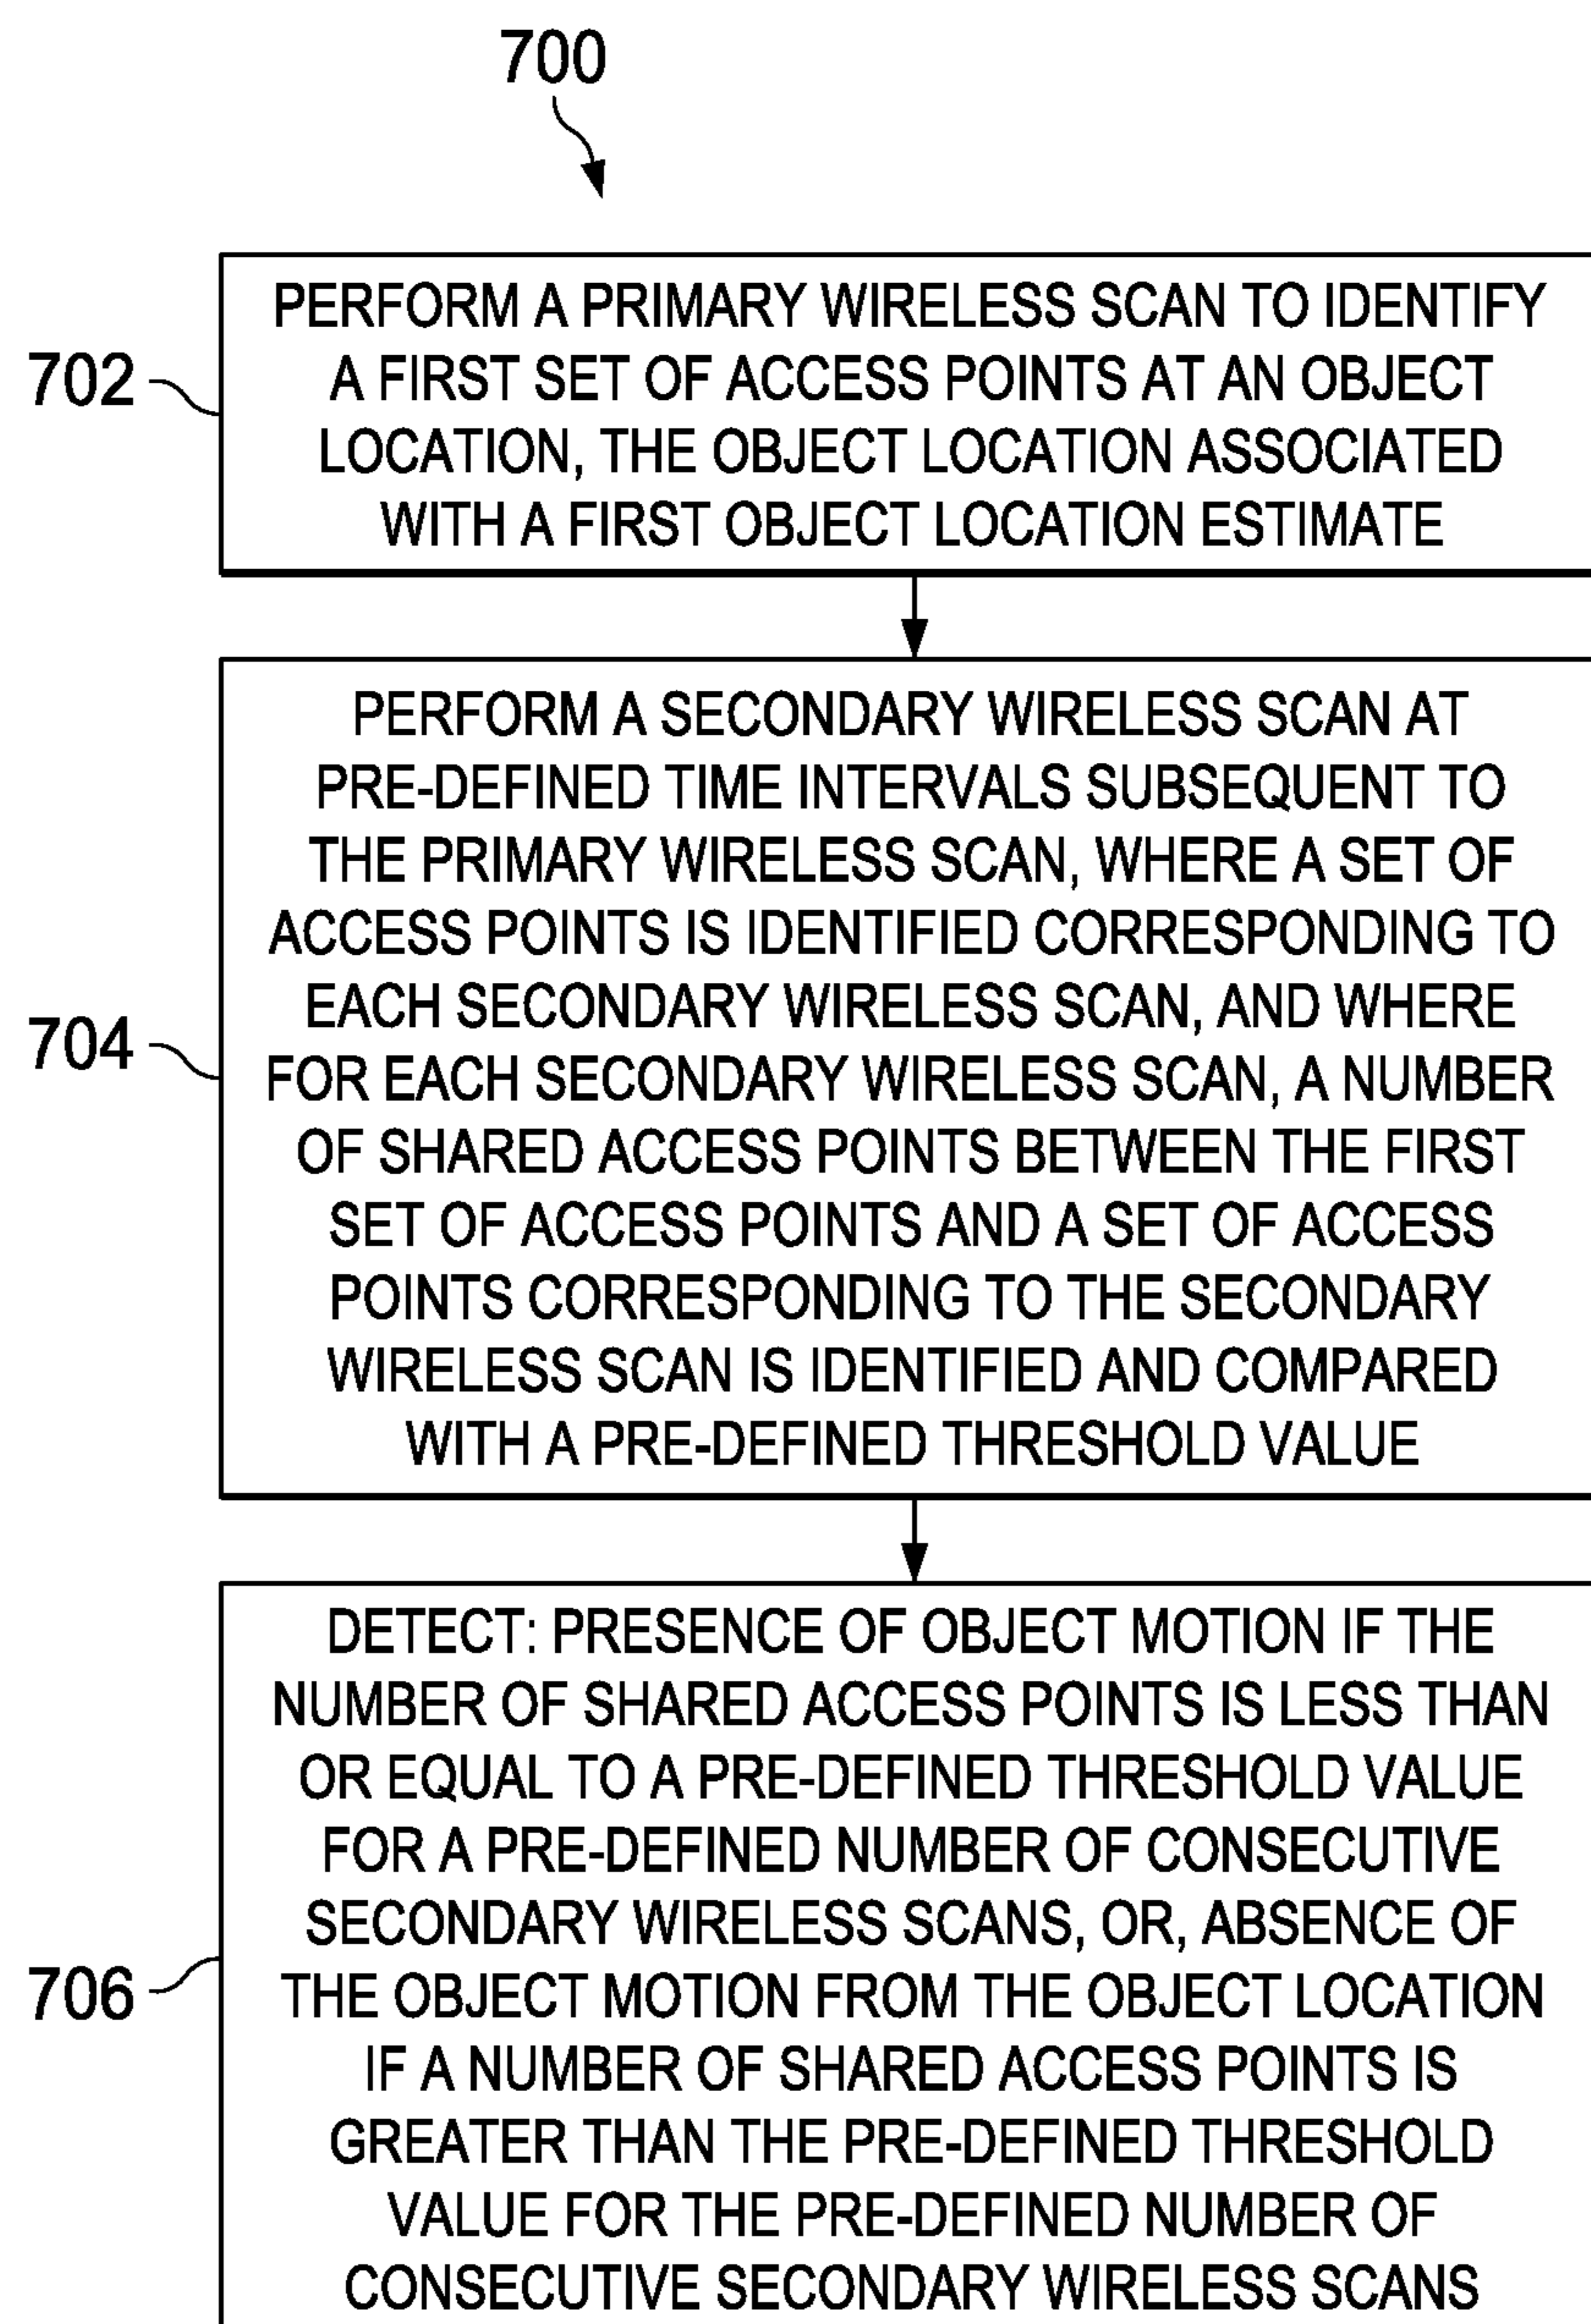 700
702
PERFORM A PRIMARY WIRELESS SCAN TO IDENTIFY
A FIRST SET OF ACCESS POINTS AT AN OBJECT
LOCATION, THE OBJECT LOCATION ASSOCIATED
WITH A FIRST OBJECT LOCATION ESTIMATE
704
PERFORM A SECONDARY WIRELESS SCAN AT
PRE-DEFINED TIME INTERVALS SUBSEQUENT TO
THE PRIMARY WIRELESS SCAN, WHERE A SET OF
ACCESS POINTS IS IDENTIFIED CORRESPONDING TO
EACH SECONDARY WIRELESS SCAN, AND WHERE
FOR EACH SECONDARY WIRELESS SCAN, A NUMBER
OF SHARED ACCESS POINTS BETWEEN THE FIRST
SET OF ACCESS POINTS AND A SET OF ACCESS
POINTS CORRESPONDING TO THE SECONDARY
WIRELESS SCAN IS IDENTIFIED AND COMPARED
WITH A PRE-DEFINED THRESHOLD VALUE
706
DETECT: PRESENCE OF OBJECT MOTION IF THE
NUMBER OF SHARED ACCESS POINTS IS LESS THAN
OR EQUAL TO A PRE-DEFINED THRESHOLD VALUE
FOR A PRE-DEFINED NUMBER OF CONSECUTIVE
SECONDARY WIRELESS SCANS, OR, ABSENCE OF
THE OBJECT MOTION FROM THE OBJECT LOCATION
IF A NUMBER OF SHARED ACCESS POINTS IS
GREATER THAN THE PRE-DEFINED THRESHOLD
VALUE FOR THE PRE-DEFINED NUMBER OF
CONSECUTIVE SECONDARY WIRELESS SCANS